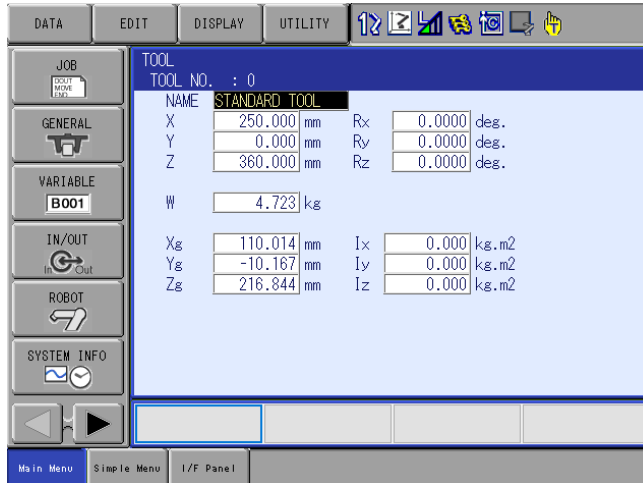 DATA EDIT DISPLAY UTILITY
JOB
DOUT
MOVE
END
GENERAL
VARIABLE
B001
IN/OUT
In Out
ROBOT
SYSTEM INFO
TOOL
TOOL NO. : 0
NAME STANDARD TOOL
X 250.000 mm Rx 0.0000 deg.
Y 0.000 mm Ry 0.0000 deg.
Z 360.000 mm Rz 0.0000 deg.
W 4.723 kg
Xg 110.014 mm Ix 0.000 kg.m2
Yg -10.167 mm Iy 0.000 kg.m2
Zg 216.844 mm Iz 0.000 kg.m2
Main Menu Simple Menu I/F Panel